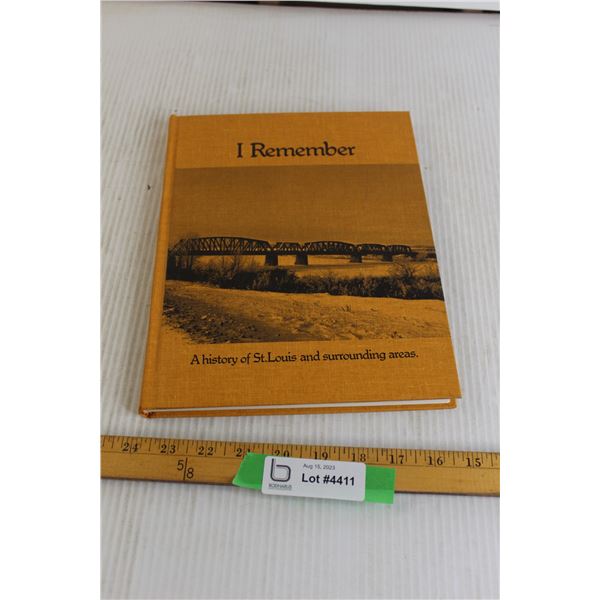 I Remember
A history of St.Louis and surrounding areas.
24 23 22 21 20 19 18 17 16 15
5/8
Aug 15, 2023
BODNARUS
Lot #4411